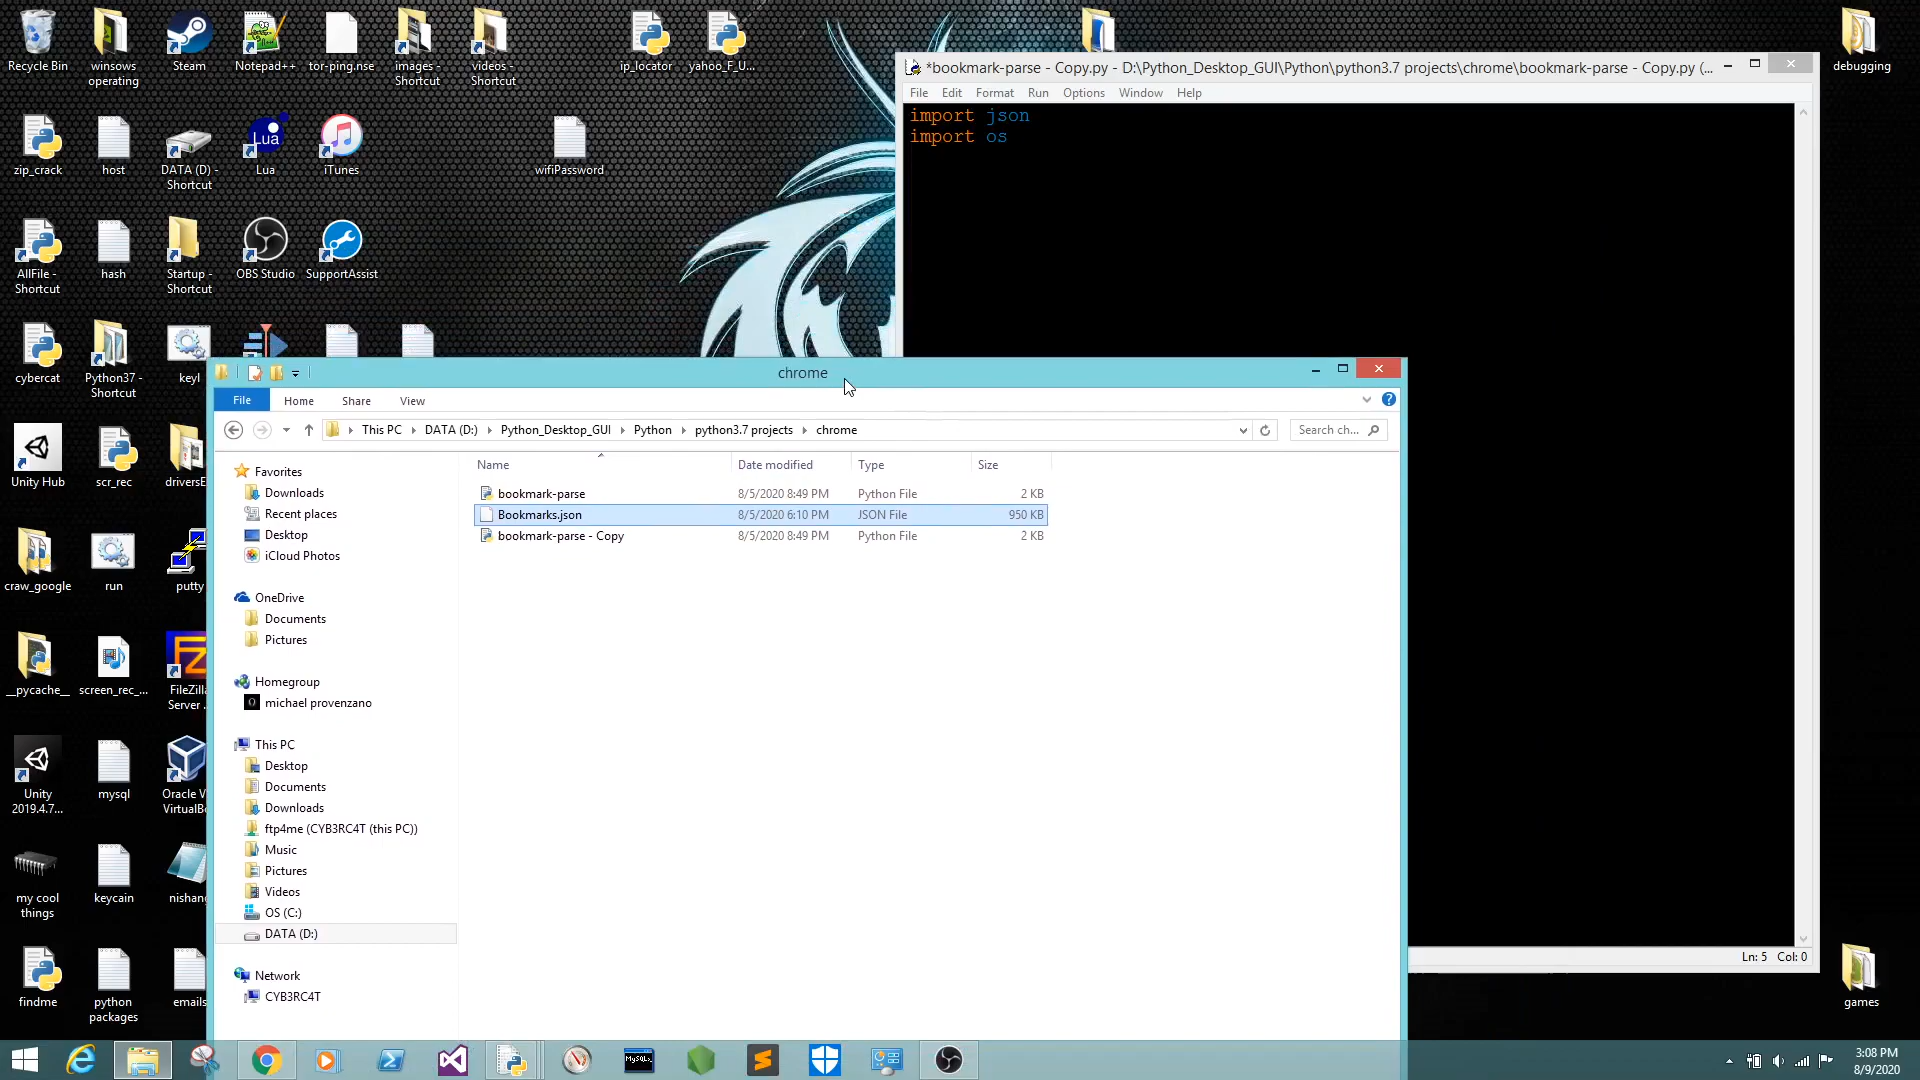 Recycle Bin
winsows operating
Steam
Notepad++
tor-ping.nse
images - Shortcut
videos - Shortcut
ip_locator
yahoo_F_U...
debugging
zip_crack
host
DATA (D) - Shortcut
Lua
Lua
iTunes
wifiPassword
AllFile - Shortcut
hash
Startup - Shortcut
OBS Studio
SupportAssist
cybercat
Python37 - Shortcut
keyl
Unity Hub
scr_rec
driversE
craw_google
run
putty
__pycache__
screen_rec_...
FileZilla Server .
Unity 2019.4.7...
mysql
Oracle V VirtualBo
my cool things
keycain
nishang
findme
python packages
emails
games
*bookmark-parse - Copy.py - D:\Python_Desktop_GUI\Python\python3.7 projects\chrome\bookmark-parse - Copy.py (...
File Edit Format Run Options Window Help
import json
import os
Ln: 5 Col: 0
chrome
File Home Share View
This PC DATA (D:) Python_Desktop_GUI Python python3.7 projects chrome
Search ch...
Name Date modified Type Size
bookmark-parse 8/5/2020 8:49 PM Python File 2 KB
Bookmarks.json 8/5/2020 6:10 PM JSON File 950 KB
bookmark-parse - Copy 8/5/2020 8:49 PM Python File 2 KB
Favorites
Downloads
Recent places
Desktop
iCloud Photos
OneDrive
Documents
Pictures
Homegroup
michael provenzano
This PC
Desktop
Documents
Downloads
ftp4me (CYB3RC4T (this PC))
Music
Pictures
Videos
OS (C:)
DATA (D:)
Network
CYB3RC4T
MySQL
3:08 PM
8/9/2020